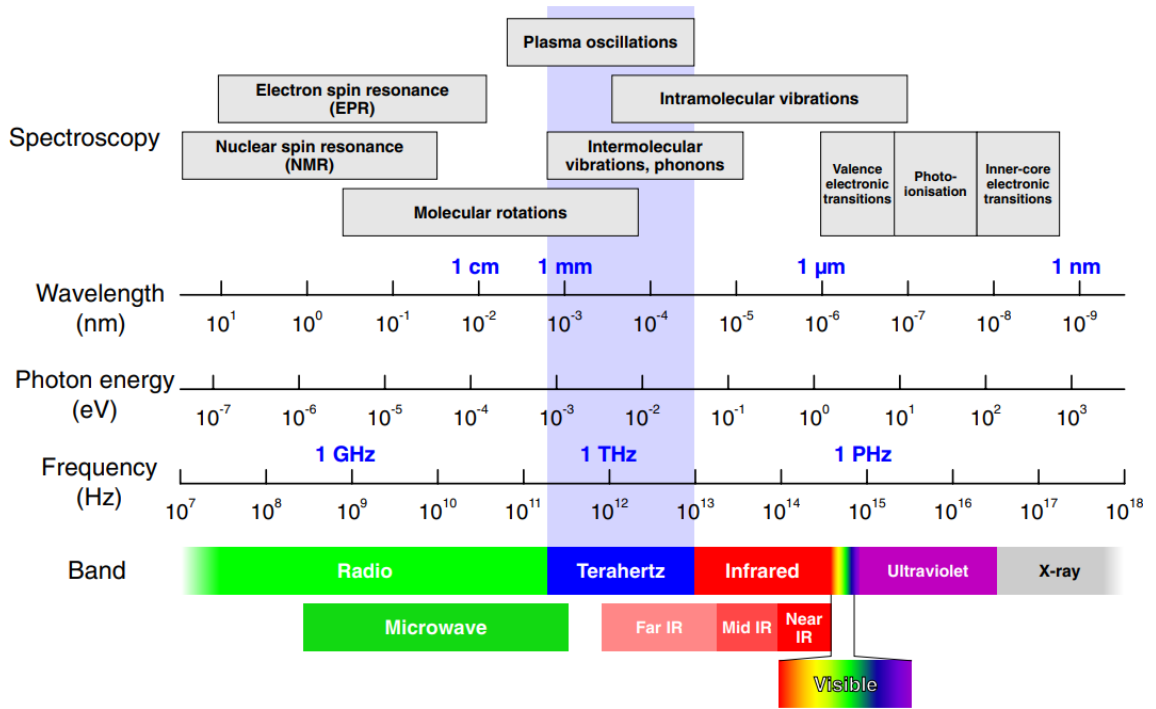 Plasma oscillations
Electron spin resonance
(EPR)
Intramolecular vibrations
Spectroscopy
Nuclear spin resonance
(NMR)
Intermolecular
vibrations, phonons
Valence
electronic
transitions
Photo-
ionisation
Inner-core
electronic
transitions
Molecular rotations
1 cm 1 mm 1 µm 1 nm
Wavelength
(nm)
10¹ 10⁰ 10⁻¹ 10⁻² 10⁻³ 10⁻⁴ 10⁻⁵ 10⁻⁶ 10⁻⁷ 10⁻⁸ 10⁻⁹
Photon energy
(eV)
10⁻⁷ 10⁻⁶ 10⁻⁵ 10⁻⁴ 10⁻³ 10⁻² 10⁻¹ 10⁰ 10¹ 10² 10³
1 GHz 1 THz 1 PHz
Frequency
(Hz)
10⁷ 10⁸ 10⁹ 10¹⁰ 10¹¹ 10¹² 10¹³ 10¹⁴ 10¹⁵ 10¹⁶ 10¹⁷ 10¹⁸
Band
Radio Terahertz Infrared Ultraviolet X-ray
Microwave Far IR Mid IR Near
IR
Visible